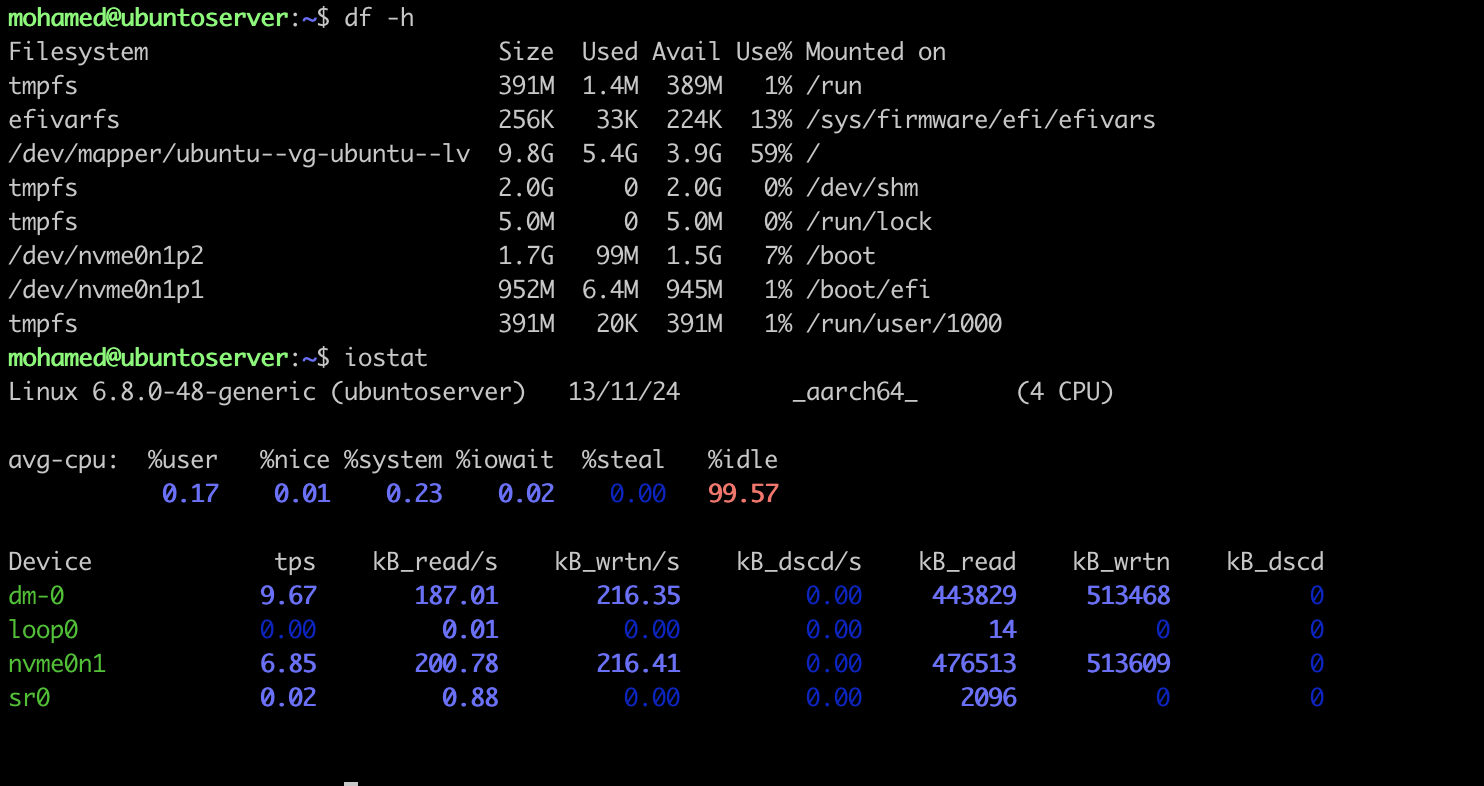 mohamed@ubuntoserver:~$ df -h
Filesystem                         Size  Used Avail Use% Mounted on
tmpfs                              391M  1.4M  389M   1% /run
efivarfs                           256K   33K  224K  13% /sys/firmware/efi/efivars
/dev/mapper/ubuntu--vg-ubuntu--lv  9.8G  5.4G  3.9G  59% /
tmpfs                              2.0G     0  2.0G   0% /dev/shm
tmpfs                              5.0M     0  5.0M   0% /run/lock
/dev/nvme0n1p2                     1.7G   99M  1.5G   7% /boot
/dev/nvme0n1p1                     952M  6.4M  945M   1% /boot/efi
tmpfs                              391M   20K  391M   1% /run/user/1000
mohamed@ubuntoserver:~$ iostat
Linux 6.8.0-48-generic (ubuntoserver)   13/11/24        _aarch64_       (4 CPU)
avg-cpu:  %user   %nice %system %iowait  %steal   %idle
           0.17    0.01    0.23    0.02    0.00   99.57
Device             tps    kB_read/s    kB_wrtn/s    kB_dscd/s    kB_read    kB_wrtn    kB_dscd
dm-0              9.67       187.01       216.35         0.00     443829     513468          0
loop0             0.00         0.01         0.00         0.00         14          0          0
nvme0n1           6.85       200.78       216.41         0.00     476513     513609          0
sr0               0.02         0.88         0.00         0.00       2096          0          0